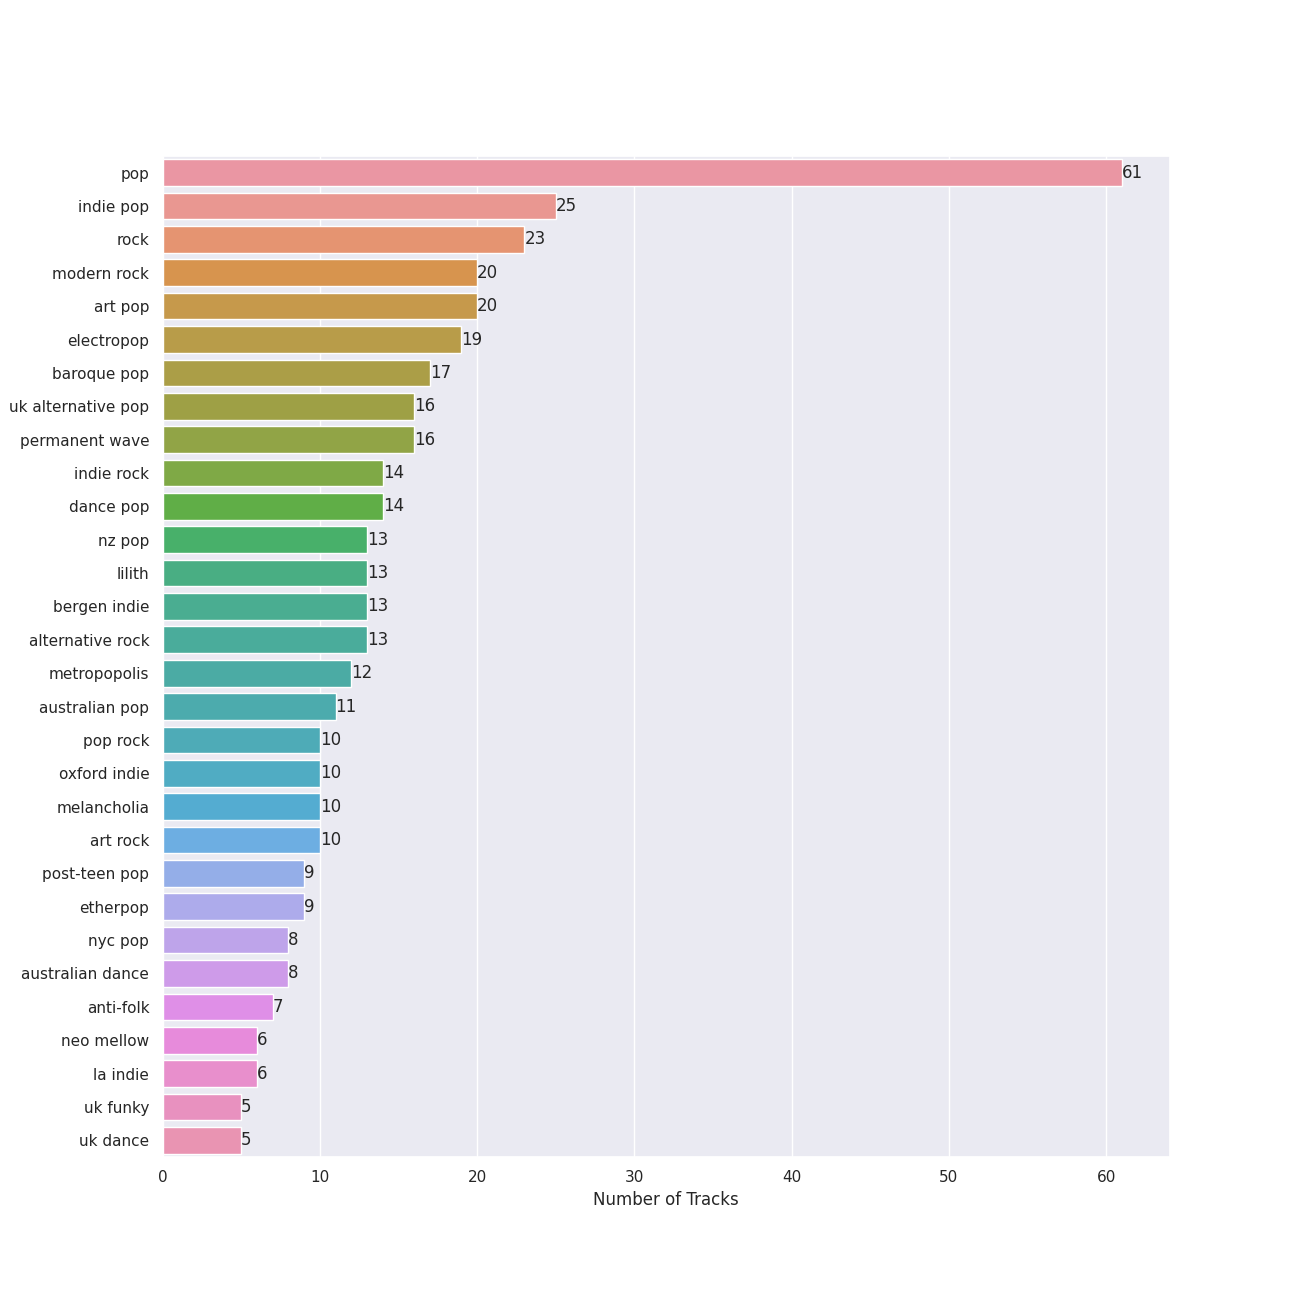 pop 61
indie pop 25
rock 23
modern rock 20
art pop 20
electropop 19
baroque pop 17
uk alternative pop 16
permanent wave 16
indie rock 14
dance pop 14
nz pop 13
lilith 13
bergen indie 13
alternative rock 13
metropopolis 12
australian pop 11
pop rock 10
oxford indie 10
melancholia 10
art rock 10
post-teen pop 9
etherpop 9
nyc pop 8
australian dance 8
anti-folk 7
neo mellow 6
la indie 6
uk funky 5
uk dance 5
0 10 20 30 40 50 60
Number of Tracks